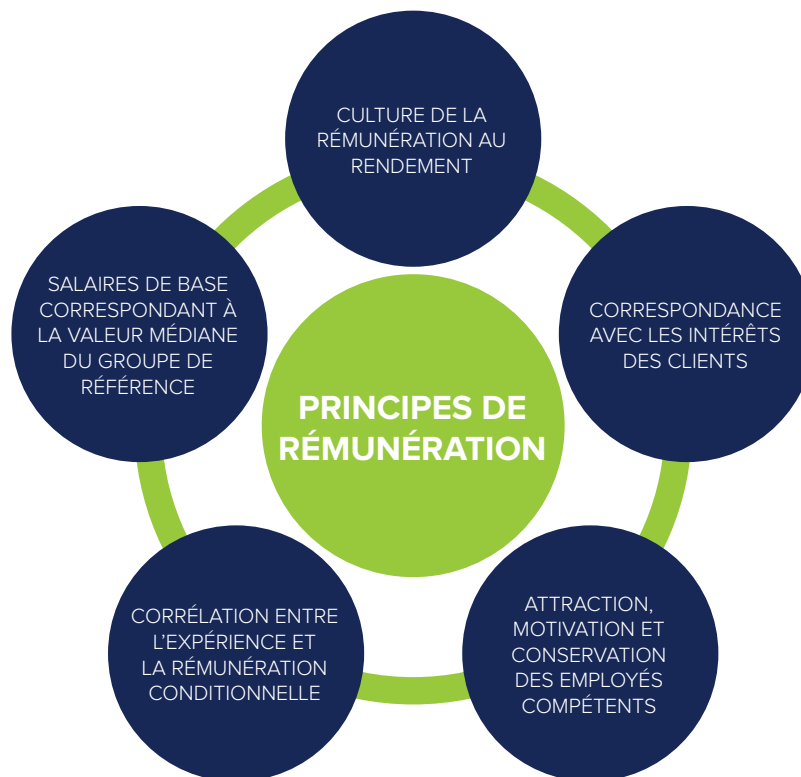 CULTURE DE LA
RÉMUNÉRATION AU
RENDEMENT
SALAIRES DE BASE
CORRESPONDANT À
LA VALEUR MÉDIANE
DU GROUPE DE
RÉFÉRENCE
CORRESPONDANCE
AVEC LES INTÉRÊTS
DES CLIENTS
PRINCIPES DE
RÉMUNÉRATION
CORRÉLATION ENTRE
L’EXPÉRIENCE ET
LA RÉMUNÉRATION
CONDITIONNELLE
ATTRACTION,
MOTIVATION ET
CONSERVATION
DES EMPLOYÉS
COMPÉTENTS